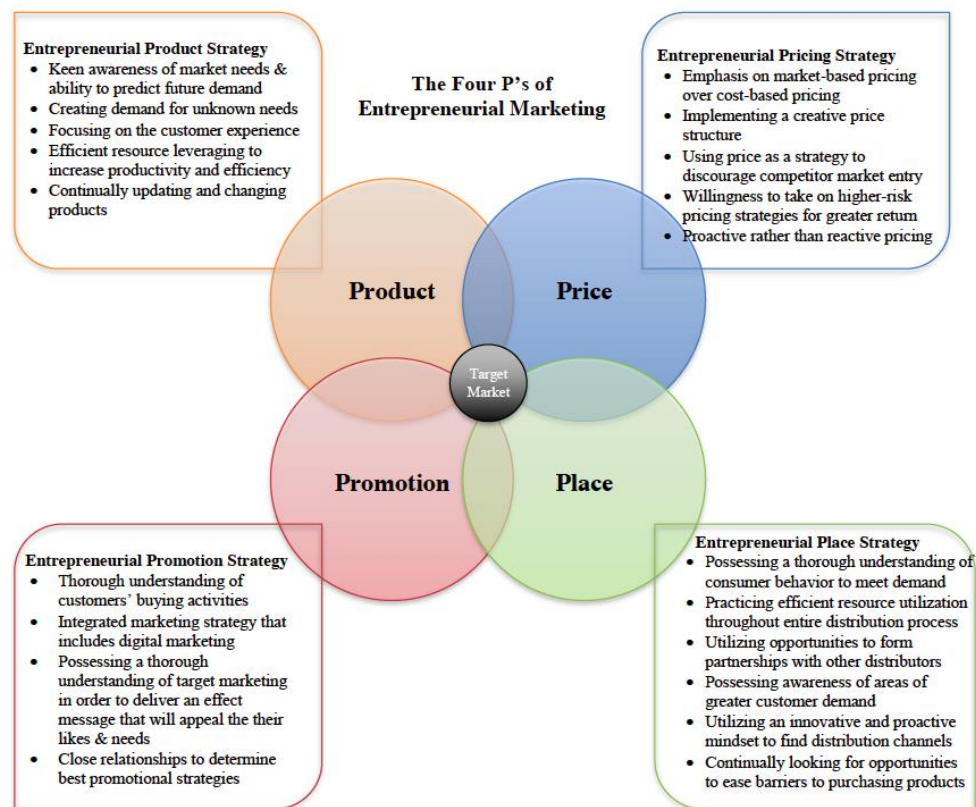 Entrepreneurial Product Strategy
• Keen awareness of market needs &
ability to predict future demand
• Creating demand for unknown needs
• Focusing on the customer experience
• Efficient resource leveraging to
increase productivity and efficiency
• Continually updating and changing
products
The Four P's of
Entrepreneurial Marketing
Entrepreneurial Pricing Strategy
• Emphasis on market-based pricing
over cost-based pricing
• Implementing a creative price
structure
• Using price as a strategy to
discourage competitor market entry
• Willingness to take on higher-risk
pricing strategies for greater return
• Proactive rather than reactive pricing
Product
Price
Target
Market
Promotion
Place
Entrepreneurial Promotion Strategy
• Thorough understanding of
customers’ buying activities
• Integrated marketing strategy that
includes digital marketing
• Possessing a thorough
understanding of target marketing
in order to deliver an effect
message that will appeal the their
likes & needs
• Close relationships to determine
best promotional strategies
Entrepreneurial Place Strategy
• Possessing a thorough understanding of
consumer behavior to meet demand
• Practicing efficient resource utilization
throughout entire distribution process
• Utilizing opportunities to form
partnerships with other distributors
• Possessing awareness of areas of
greater customer demand
• Utilizing an innovative and proactive
mindset to find distribution channels
• Continually looking for opportunities
to ease barriers to purchasing products